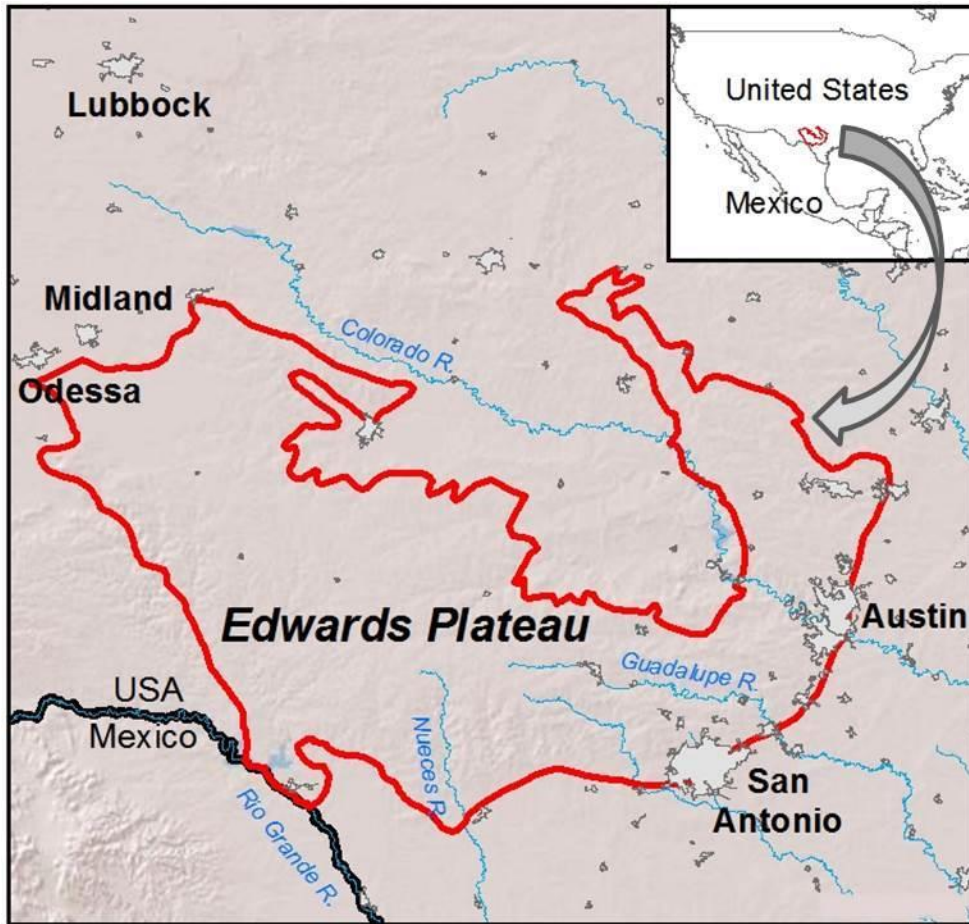 United States
Mexico
Lubbock
Midland
Odessa
Colorado R.
Edwards Plateau
Austin
Guadalupe R.
USA
Mexico
Nueces R.
Rio Grande R.
San
Antonio